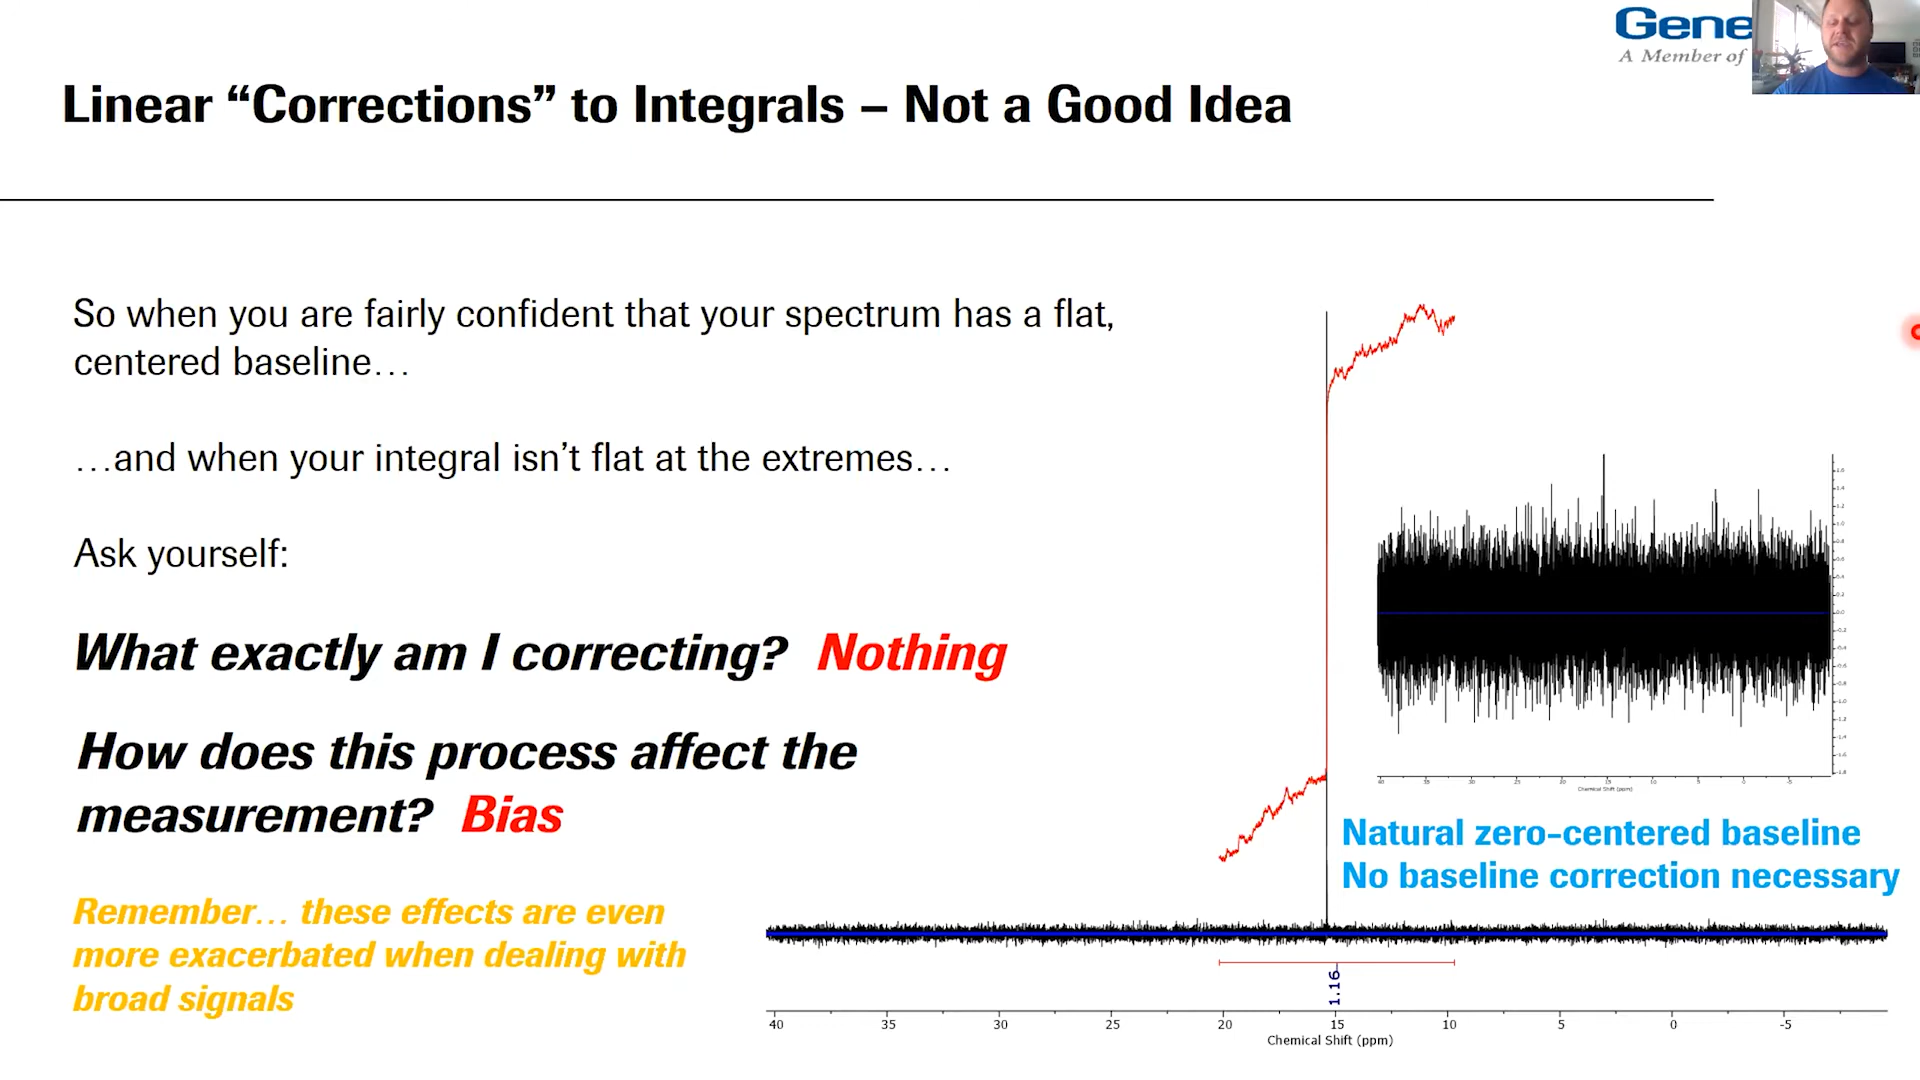 Gene
A Member of
Linear “Corrections” to Integrals – Not a Good Idea
So when you are fairly confident that your spectrum has a flat,
centered baseline…
…and when your integral isn’t flat at the extremes…
Ask yourself:
What exactly am I correcting? Nothing
How does this process affect the
measurement? Bias
Remember… these effects are even
more exacerbated when dealing with
broad signals
Chemical Shift (ppm)
Natural zero-centered baseline
No baseline correction necessary
1.16
40 35 30 25 20 15 10 5 0 -5
Chemical Shift (ppm)